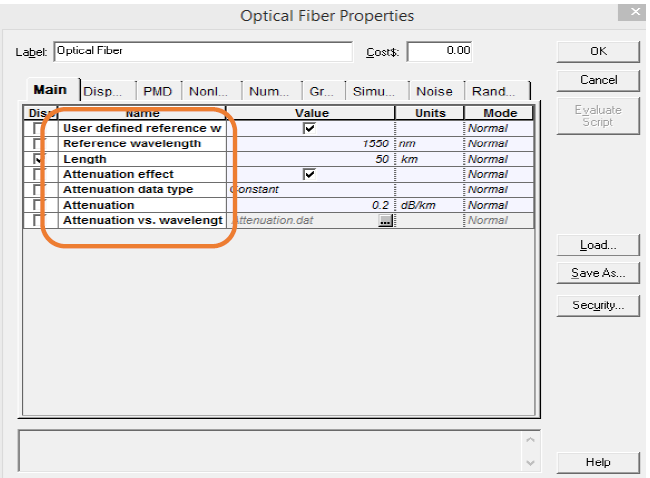 Optical Fiber Properties
Label: Optical Fiber Cost$: 0.00 OK
Cancel
Main Disp... PMD Nonl... Num... Gr... Simu... Noise Rand...
Disp Name Value Units Mode
User defined reference w Normal
Reference wavelength 1550 nm Normal
Length 50 km Normal
Attenuation effect Normal
Attenuation data type Constant Normal
Attenuation 0.2 dB/km Normal
Attenuation vs. wavelengt Attenuation.dat ... Normal
Evaluate
Script
Load...
Save As...
Security...
Help